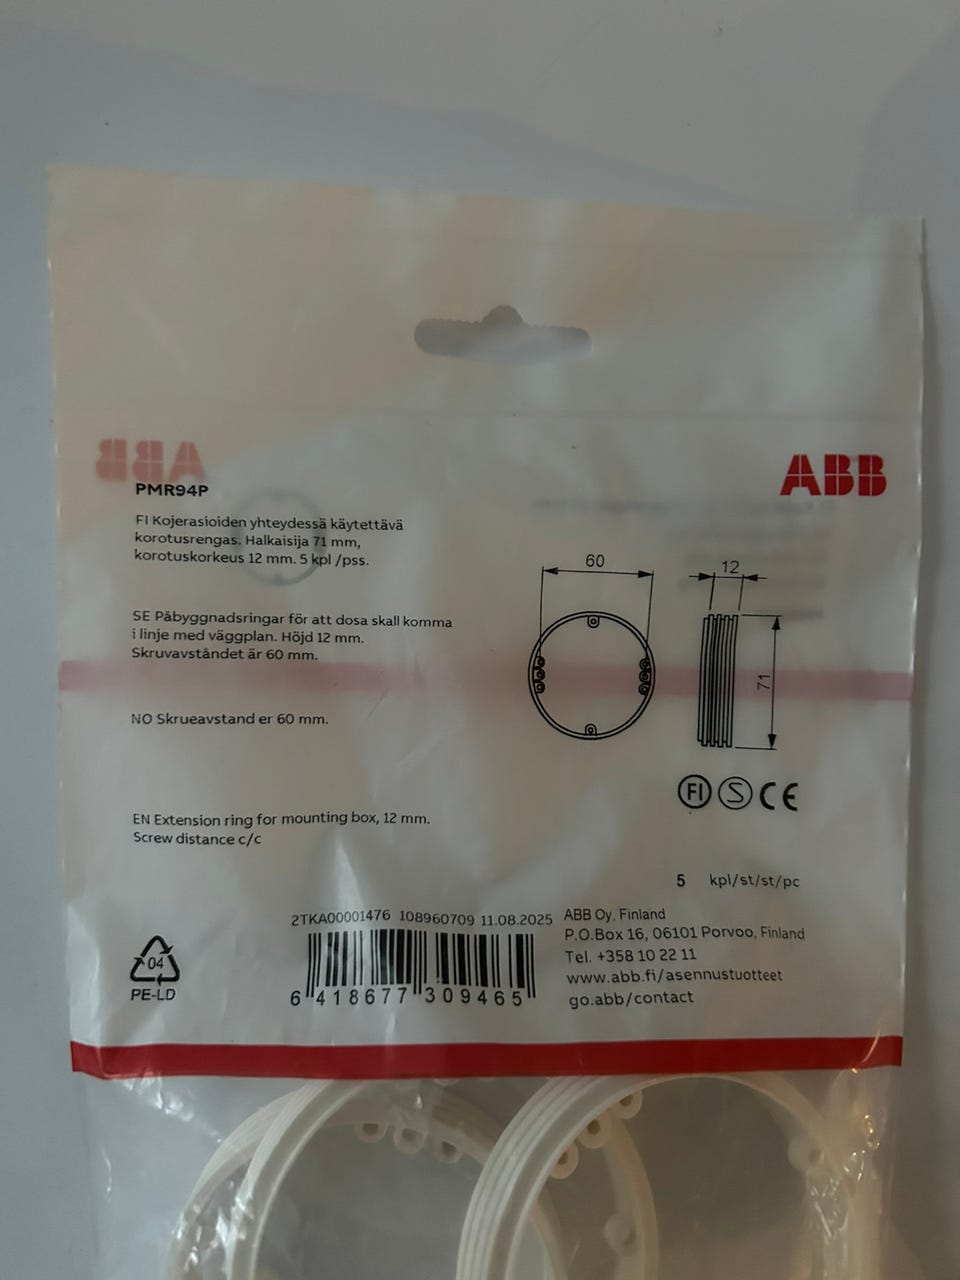 ABB
PMR94P
FI Kojerasioiden yhteydessä käytettävä
korotusrengas. Halkaisija 71 mm,
korotuskorkeus 12 mm. 5 kpl /pss.
SE Påbyggnadsringar för att dosa skall komma
i linje med väggplan. Höjd 12 mm.
Skruvavståndet är 60 mm.
NO Skrueavstand er 60 mm.
EN Extension ring for mounting box, 12 mm.
Screw distance c/c
ABB
60
12
71
FI S CE
5 kpl/st/st/pc
2TKA00001476 108960709 11.08.2025
6 418677 309465
ABB Oy, Finland
P.O.Box 16, 06101 Porvoo, Finland
Tel. +358 10 22 11
www.abb.fi/asennustuotteet
go.abb/contact
04
PE-LD